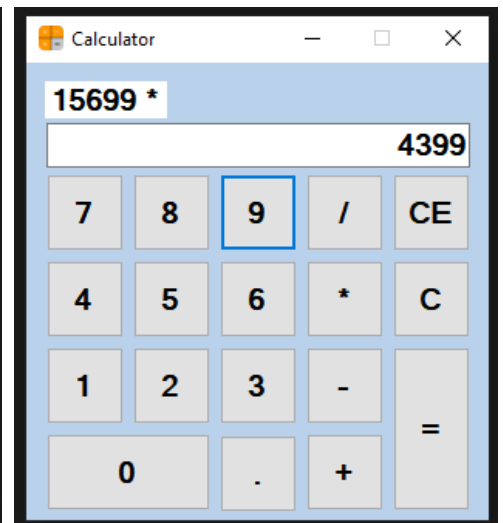 Calculator
15699 *
4399
7 8 9 / CE
4 5 6 * C
1 2 3 -
=
0 . +